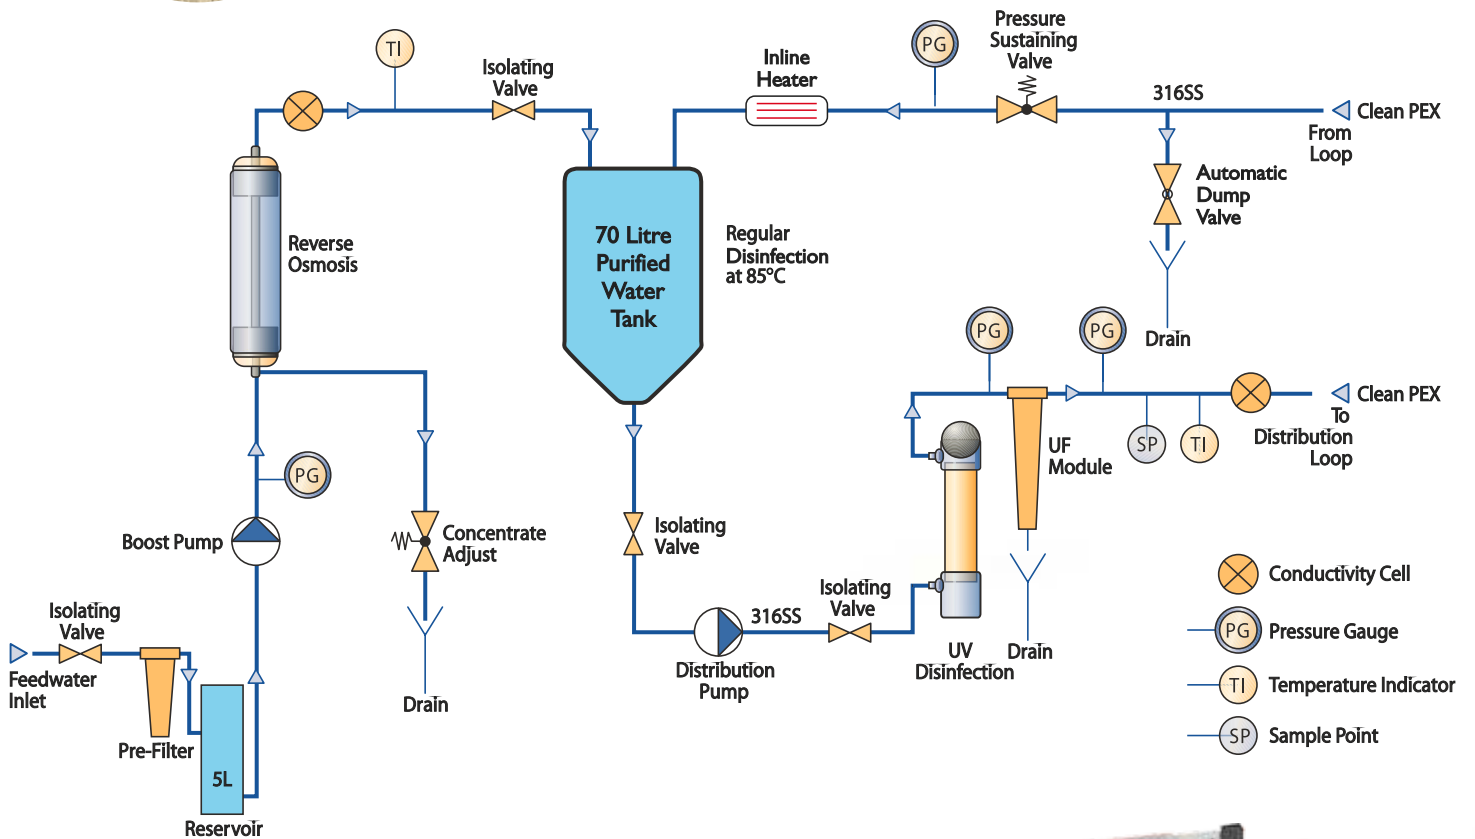 TI
Isolating
Valve
Inline
Heater
PG
Pressure
Sustaining
Valve
316SS
Clean PEX
From
Loop
Automatic
Dump
Valve
Drain
Reverse
Osmosis
70 Litre
Purified
Water
Tank
Regular
Disinfection
at 85°C
PG
PG
Clean PEX
To
Distribution
Loop
SP
TI
UF
Module
PG
Boost Pump
Concentrate
Adjust
Isolating
Valve
Isolating
Valve
Feedwater
Inlet
Pre-Filter
5L
Reservoir
Drain
316SS
Distribution
Pump
Isolating
Valve
UV
Disinfection
Drain
Conductivity Cell
PG Pressure Gauge
TI Temperature Indicator
SP Sample Point